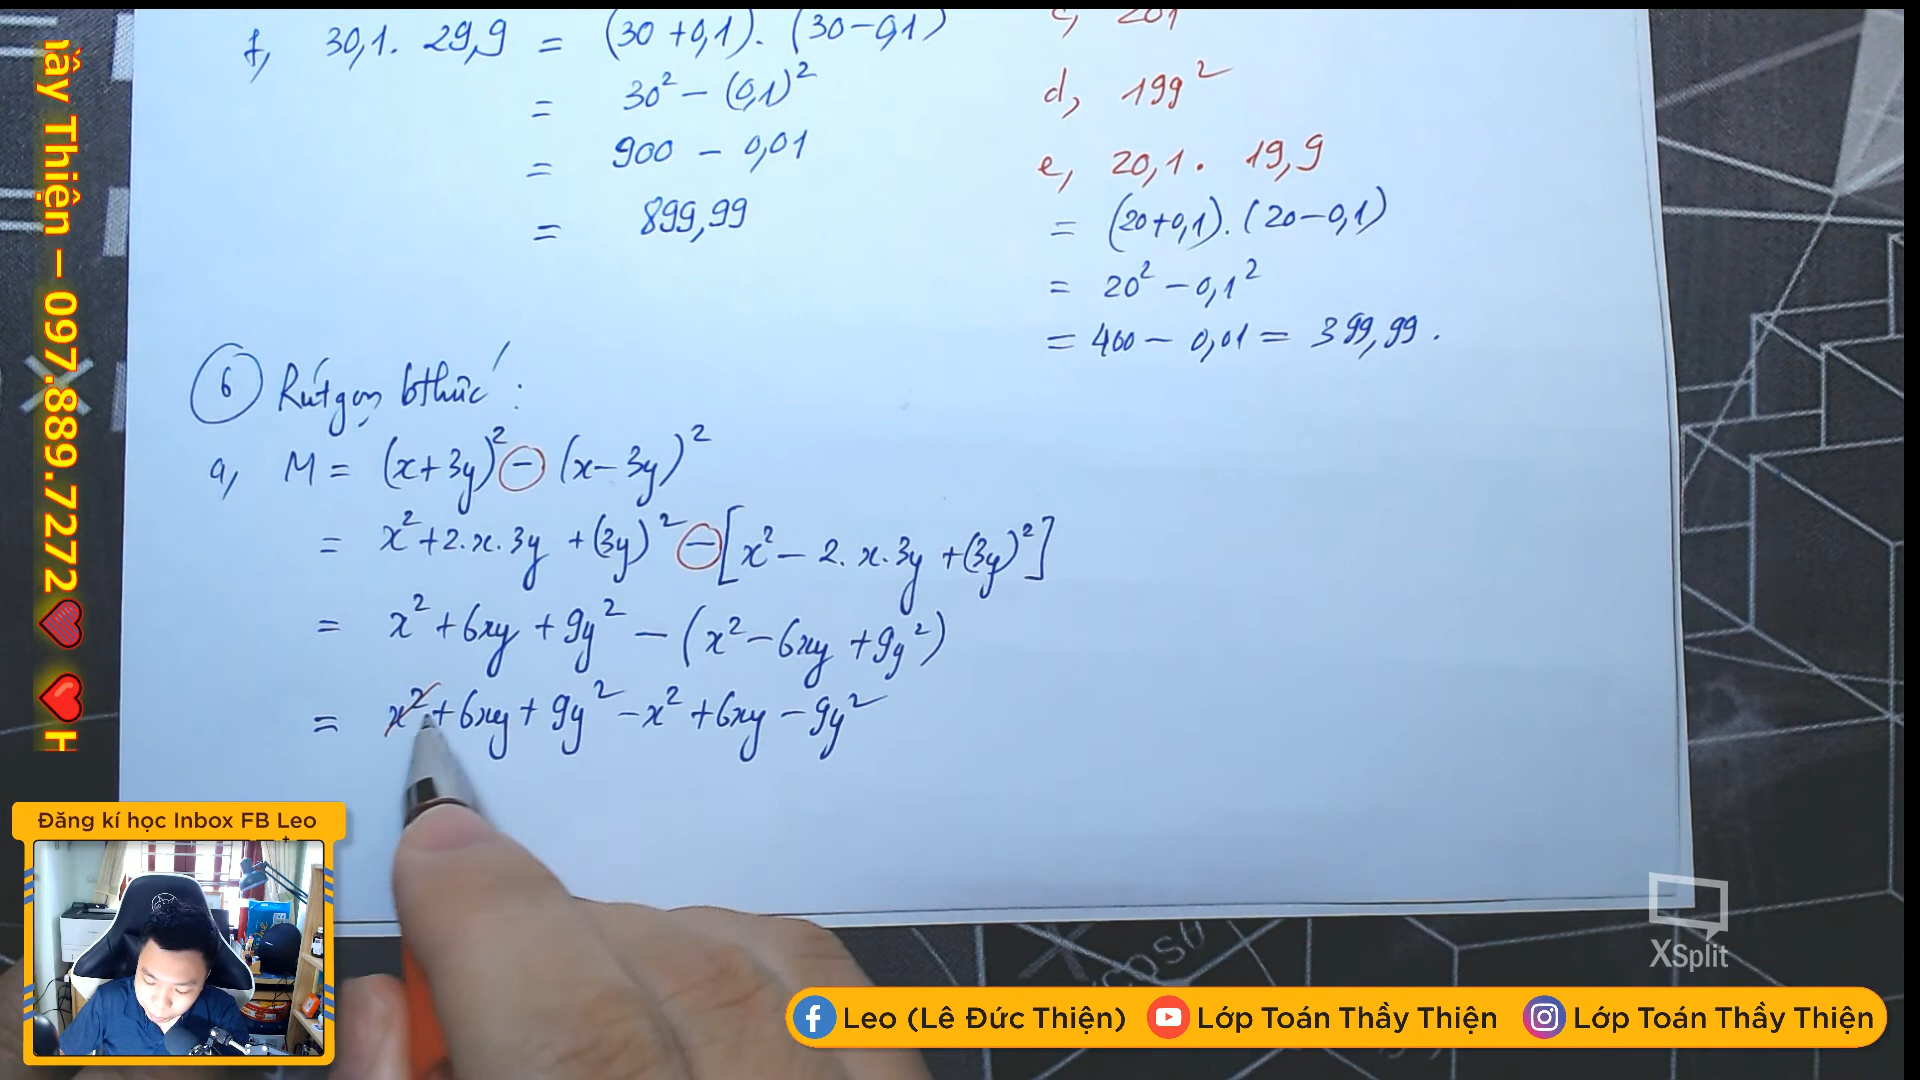 f, 30,1 . 29,9 = (30 + 0,1) . (30 - 0,1)
= 30² - (0,1)²
= 900 - 0,01
= 899,99
c, 201
d, 199²
e, 20,1 . 19,9
= (20+0,1) . (20-0,1)
= 20² - 0,1²
= 400 - 0,01 = 399,99 .
6 Rút gọn bthức :
a, M = (x+3y)² - (x-3y)²
= x² + 2.x.3y + (3y)² - [x² - 2.x.3y + (3y)²]
= x² + 6xy + 9y² - (x² - 6xy + 9y²)
= x² + 6xy + 9y² - x² + 6xy - 9y²
Thầy Thiện - 097.889.7272 H
Đăng kí học Inbox FB Leo
cosθ
XSplit
Leo (Lê Đức Thiện) Lớp Toán Thầy Thiện Lớp Toán Thầy Thiện